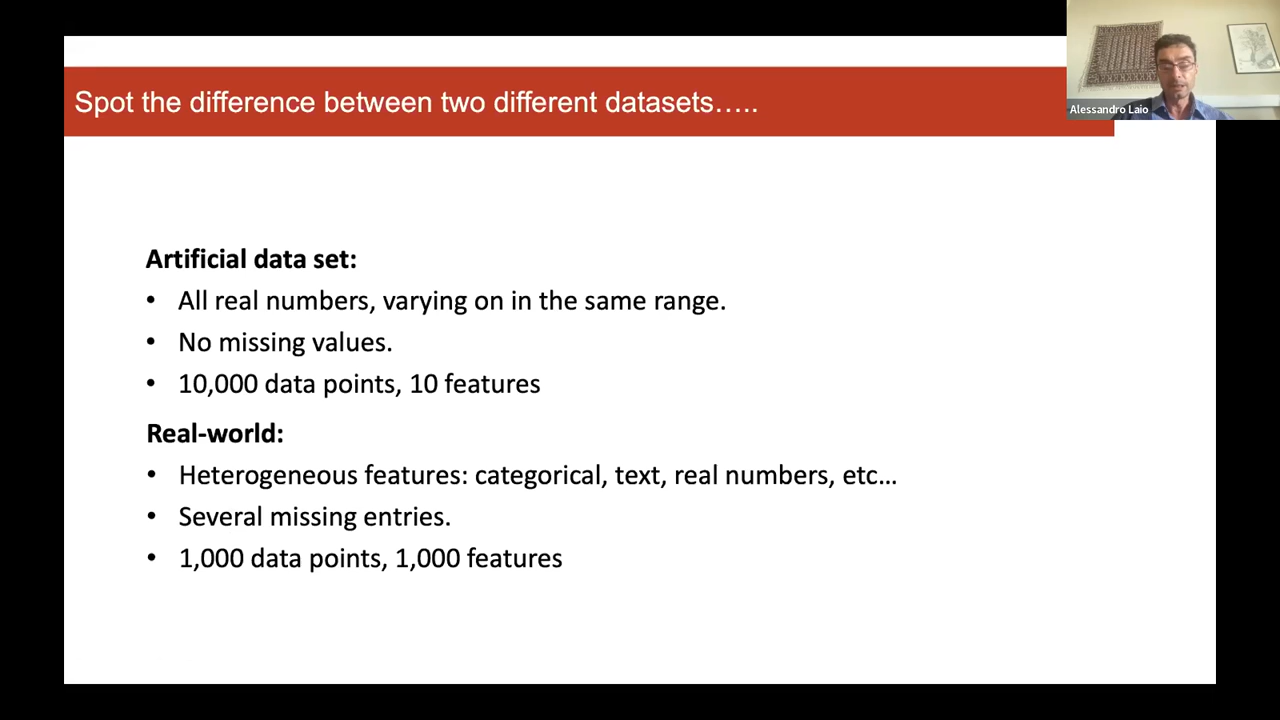 Spot the difference between two different datasets…..
Alessandro Laio
Artificial data set:
• All real numbers, varying on in the same range.
• No missing values.
• 10,000 data points, 10 features
Real-world:
• Heterogeneous features: categorical, text, real numbers, etc…
• Several missing entries.
• 1,000 data points, 1,000 features